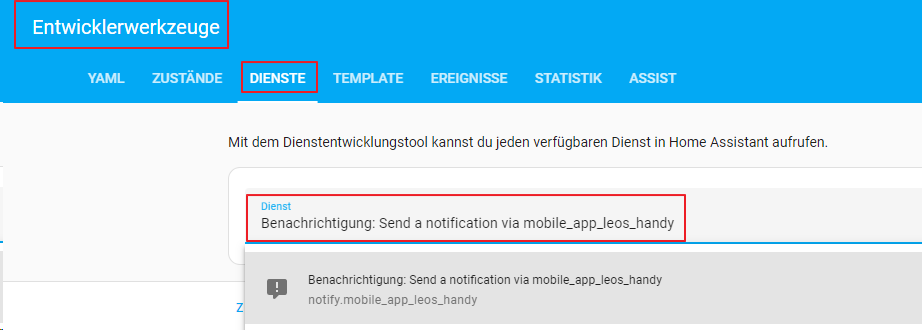 Entwicklerwerkzeuge
YAML ZUSTÄNDE DIENSTE TEMPLATE EREIGNISSE STATISTIK ASSIST
Mit dem Dienstentwicklungstool kannst du jeden verfügbaren Dienst in Home Assistant aufrufen.
Dienst
Benachrichtigung: Send a notification via mobile_app_leos_handy
Benachrichtigung: Send a notification via mobile_app_leos_handy
notify.mobile_app_leos_handy